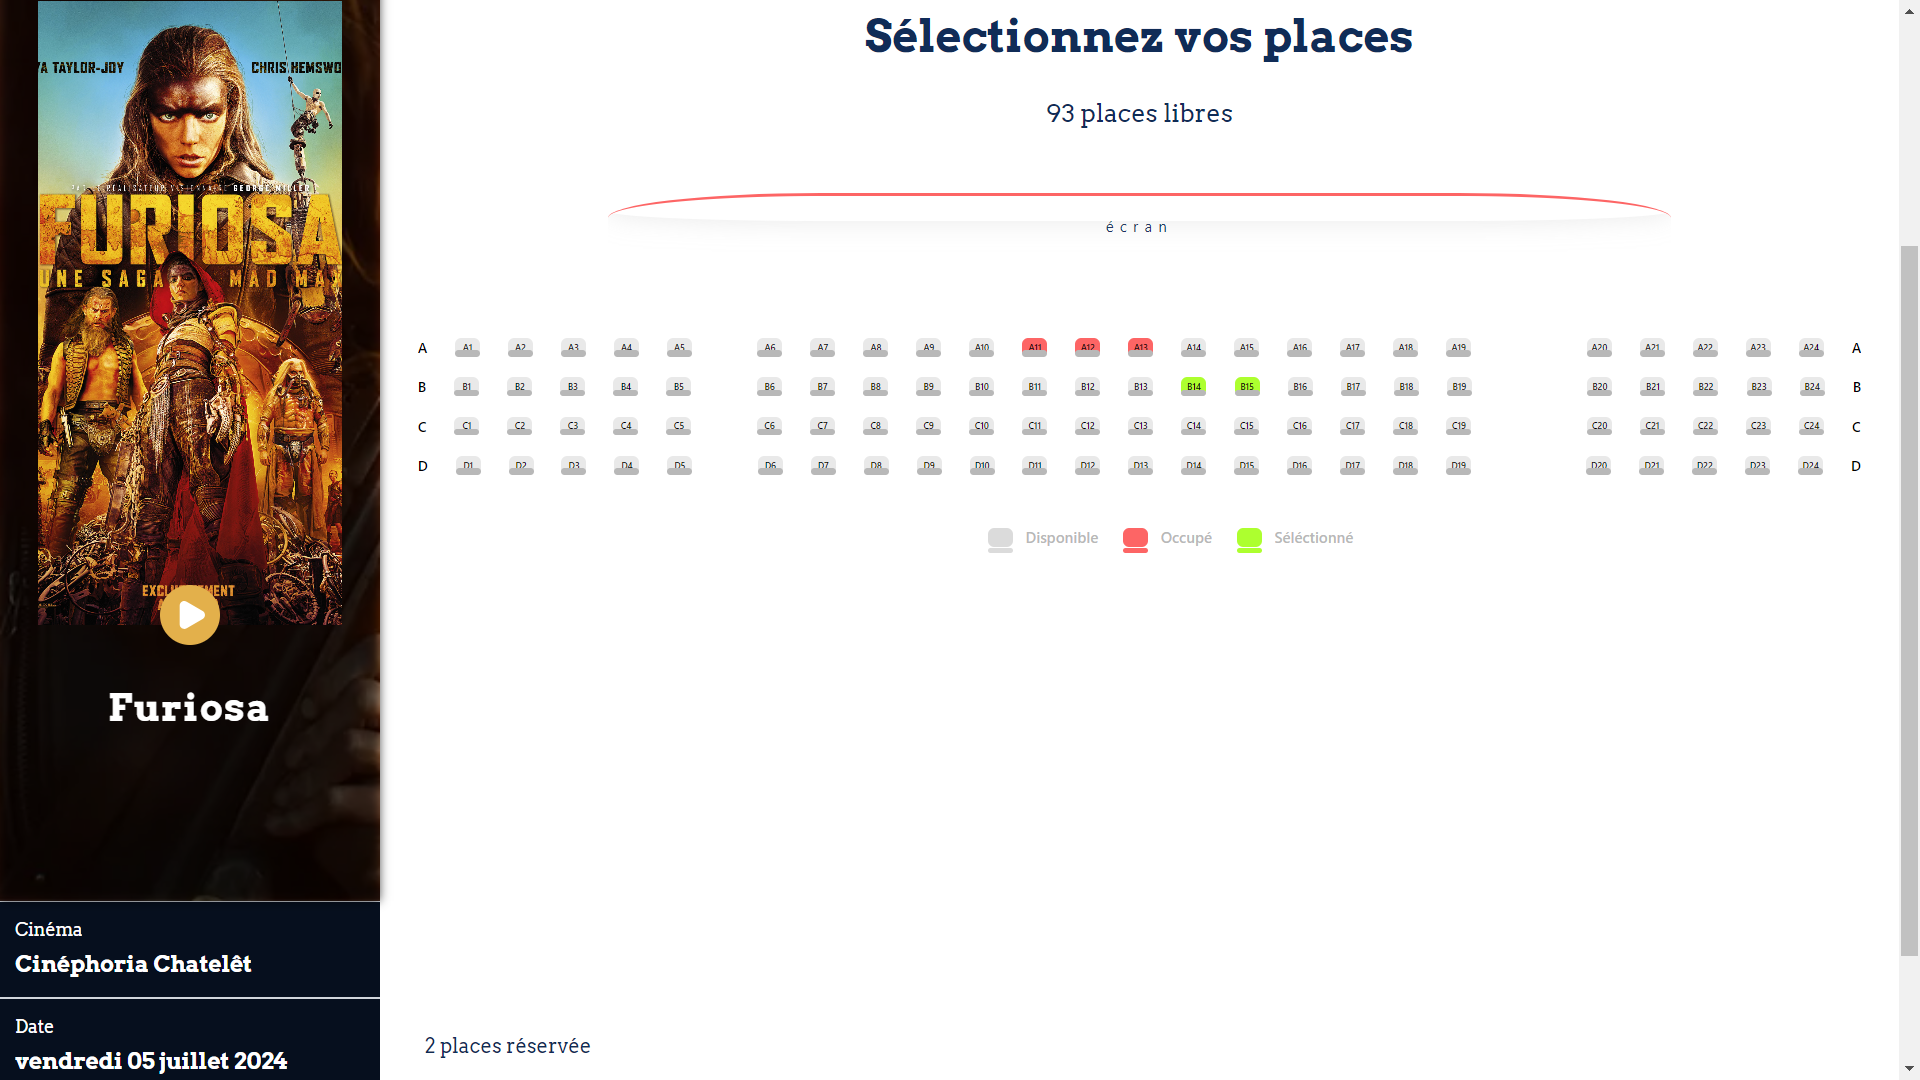 YA TAYLOR-JOY CHRIS HEMSWO
GEORGE MILLER
FURIOSA
UNE SAGA MAD MAX
Furiosa
Cinéma
Cinéphoria Chatelêt
Date
vendredi 05 juillet 2024
Sélectionnez vos places
93 places libres
écran
A A1 A2 A3 A4 A5 A6 A7 A8 A9 A10 A11 A12 A13 A14 A15 A16 A17 A18 A19 A20 A21 A22 A23 A24 A
B B1 B2 B3 B4 B5 B6 B7 B8 B9 B10 B11 B12 B13 B14 B15 B16 B17 B18 B19 B20 B21 B22 B23 B24 B
C C1 C2 C3 C4 C5 C6 C7 C8 C9 C10 C11 C12 C13 C14 C15 C16 C17 C18 C19 C20 C21 C22 C23 C24 C
D D1 D2 D3 D4 D5 D6 D7 D8 D9 D10 D11 D12 D13 D14 D15 D16 D17 D18 D19 D20 D21 D22 D23 D24 D
Disponible Occupé Séléctionné
2 places réservée